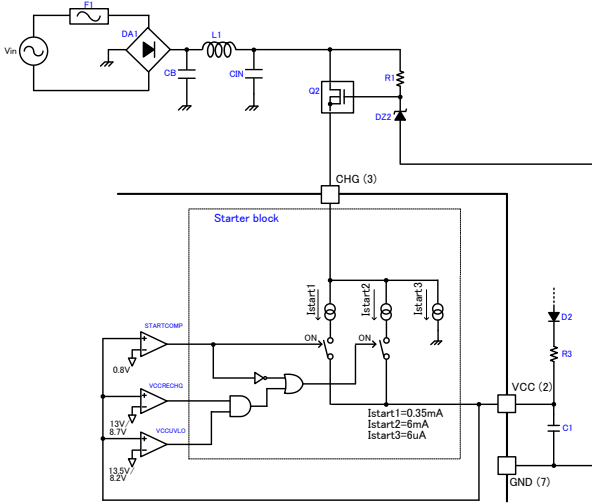 F1
DA1
L1
Vin
CB
CIN
R1
Q2
DZ2
CHG (3)
Starter block
Istart1
Istart2
Istart3
D2
STARTCOMP
ON
ON
+
-
0.8V
R3
VCC (2)
VCCRECHG
+
-
13V/
8.7V
Istart1=0.35mA
Istart2=6mA
Istart3=6uA
C1
VCCUVLO
+
-
13.5V/
8.2V
GND (7)